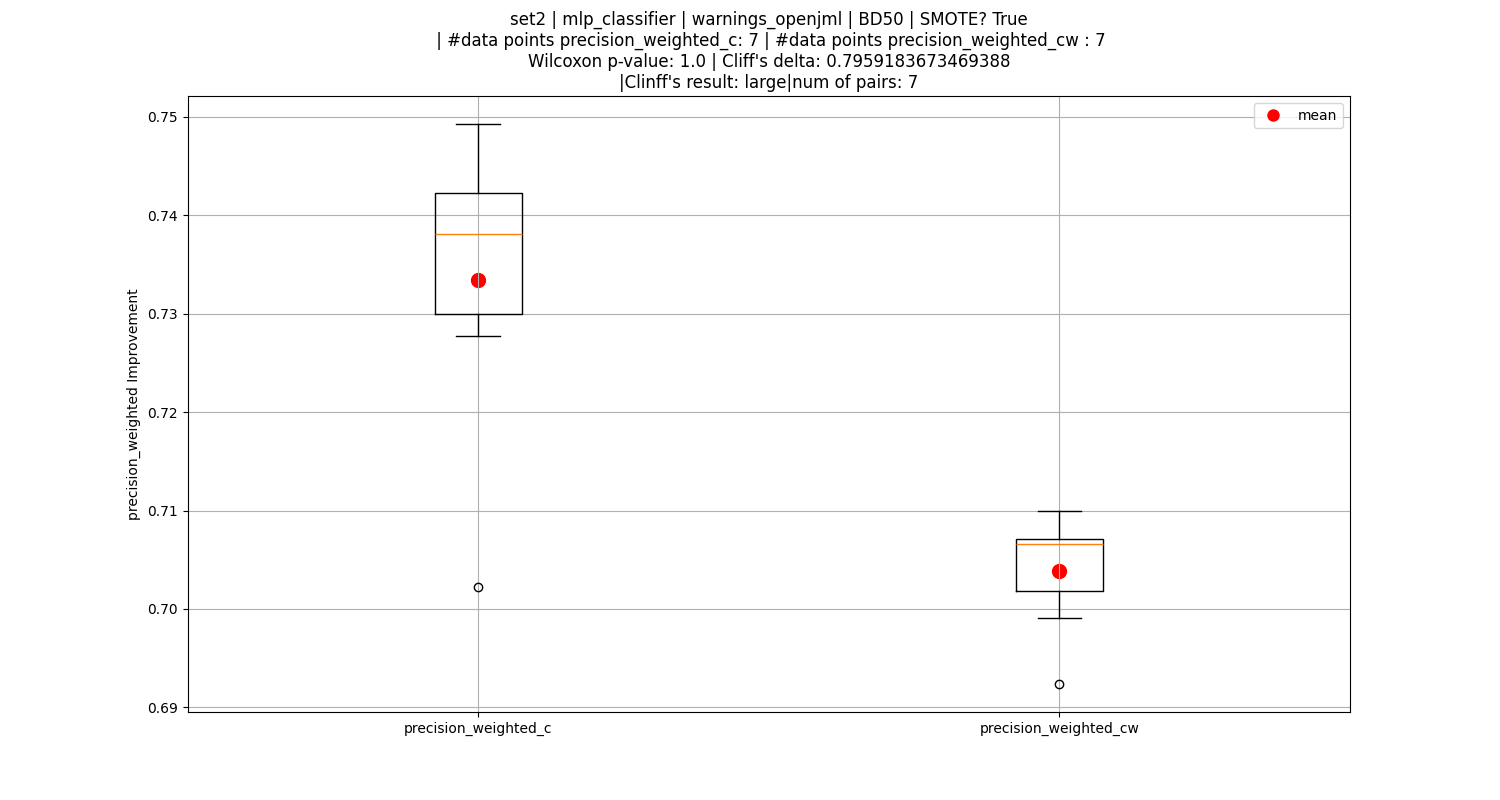 set2 | mlp_classifier | warnings_openjml | BD50 | SMOTE? True
| #data points precision_weighted_c: 7 | #data points precision_weighted_cw : 7
Wilcoxon p-value: 1.0 | Cliff's delta: 0.7959183673469388
|Clinff's result: large|num of pairs: 7
mean
precision_weighted Improvement
0.75
0.74
0.73
0.72
0.71
0.70
0.69
precision_weighted_c
precision_weighted_cw